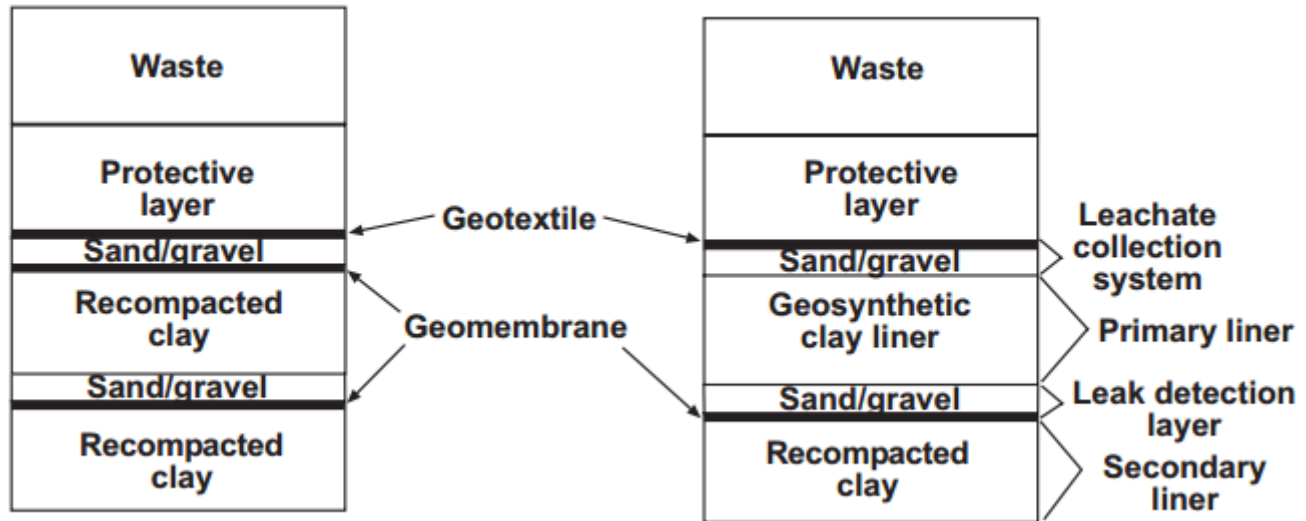 Waste
Protective
layer
Sand/gravel
Recompacted
clay
Sand/gravel
Recompacted
clay
Geotextile
Geomembrane
Waste
Protective
layer
Sand/gravel
Geosynthetic
clay liner
Sand/gravel
Recompacted
clay
Leachate
collection
system
Primary liner
Leak detection
layer
Secondary
liner